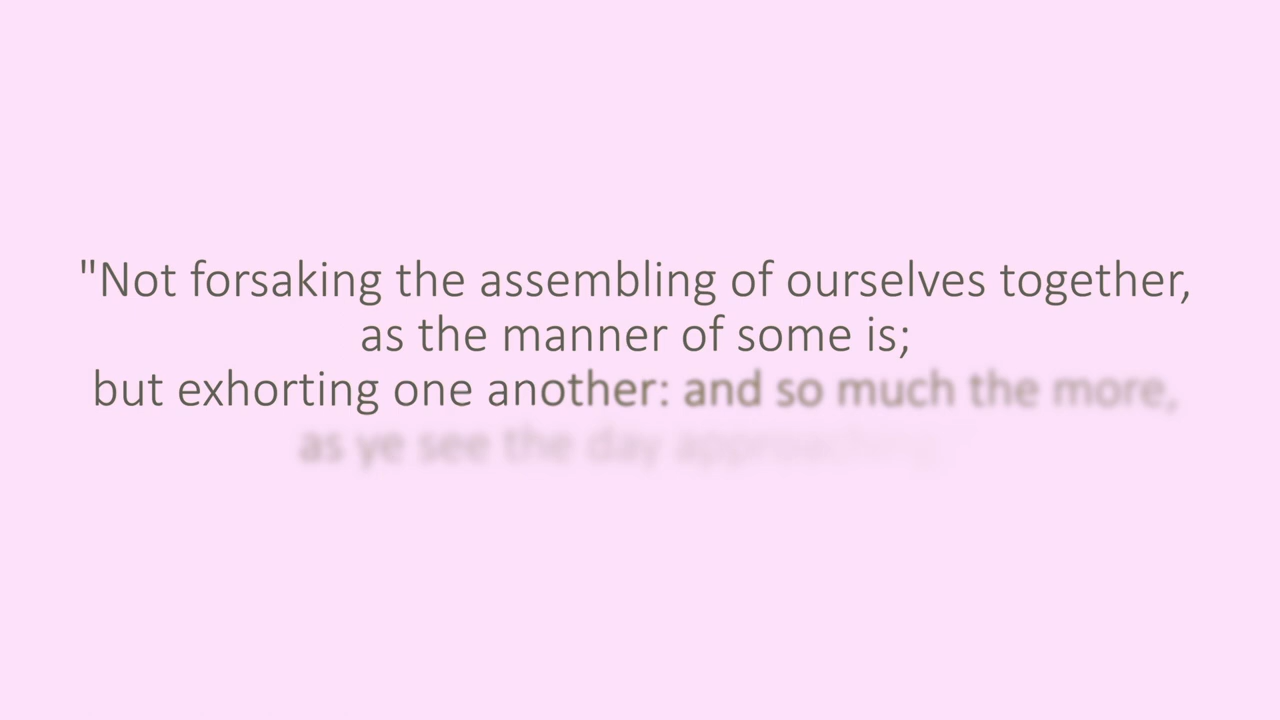 "Not forsaking the assembling of ourselves together,
as the manner of some is;
but exhorting one another: and so much the more,
as ye see the day approaching."